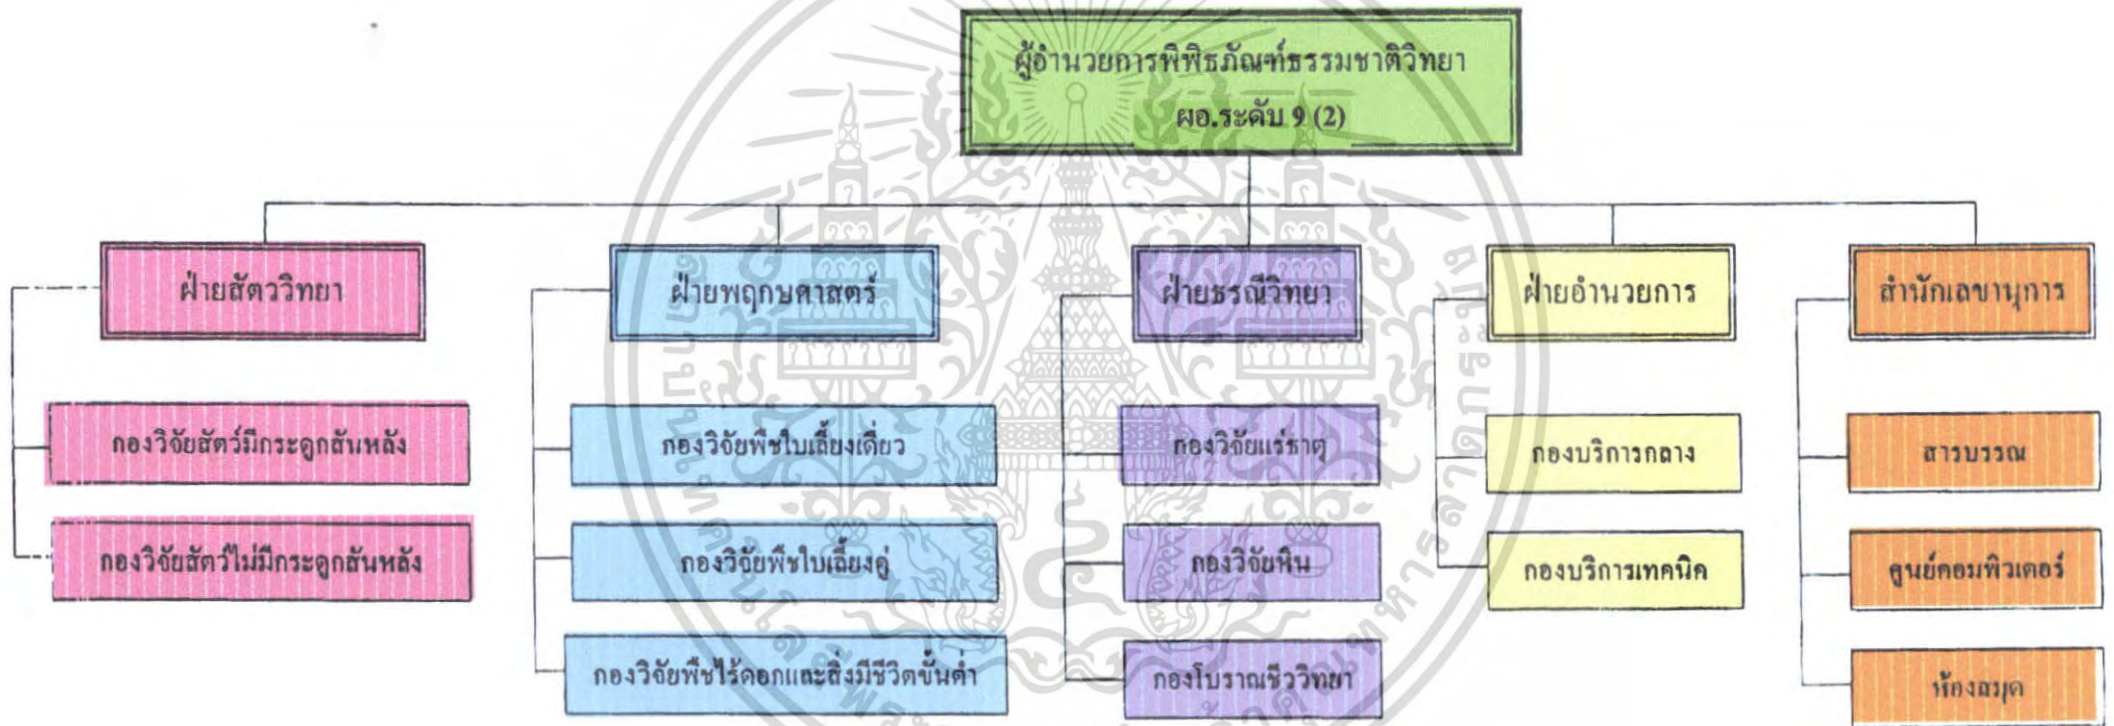 ผู้อำนวยการพิพิธภัณฑ์ธรรมชาติวิทยา
ผอ.ระดับ 9 (2)
ฝ่ายสัตววิทยา
ฝ่ายพฤกษศาสตร์
ฝ่ายธรณีวิทยา
ฝ่ายอำนวยการ
สำนักเลขานุการ
กองวิจัยสัตว์มีกระดูกสันหลัง
กองวิจัยพืชใบเลี้ยงเดี่ยว
กองวิจัยแร่ธาตุ
กองบริการกลาง
สารบรรณ
กองวิจัยสัตว์ไม่มีกระดูกสันหลัง
กองวิจัยพืชใบเลี้ยงคู่
กองวิจัยหิน
กองบริการเทคนิค
ศูนย์คอมพิวเตอร์
กองวิจัยพืชไร้ดอกและสิ่งมีชีวิตชั้นต่ำ
กองโบราณชีววิทยา
ห้องสมุด